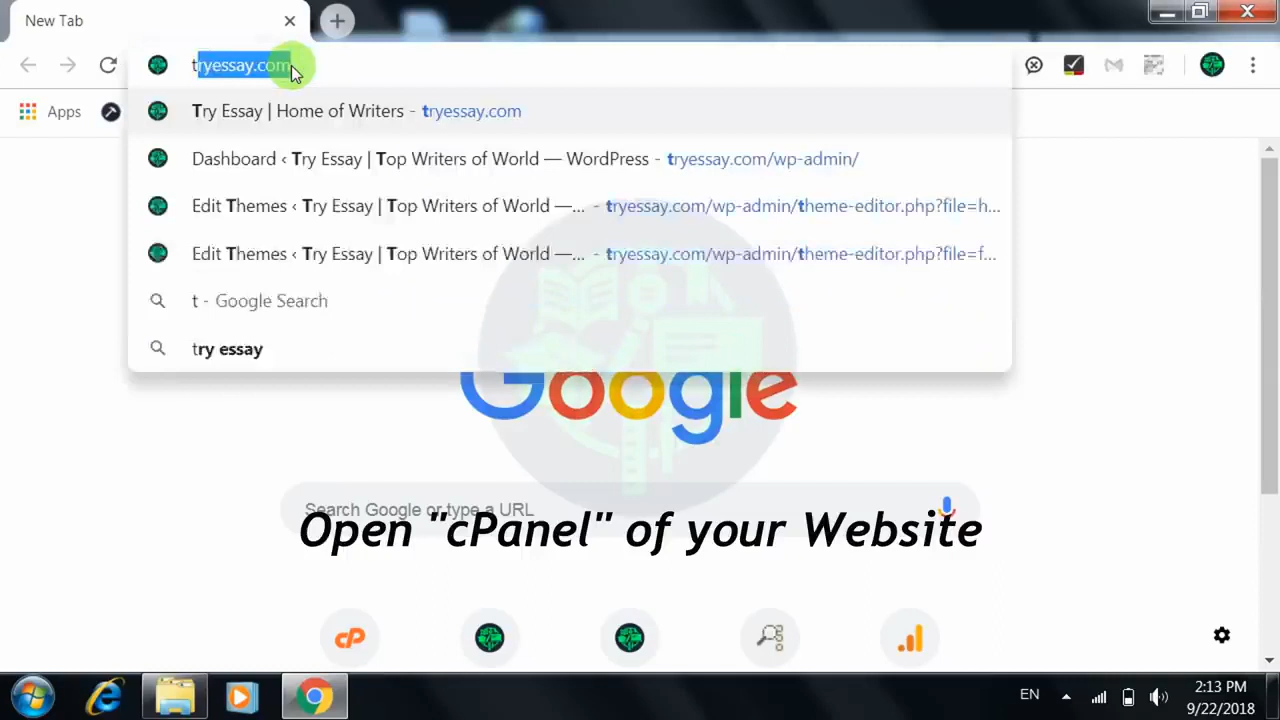 New Tab
tryessay.com
Apps
Try Essay | Home of Writers - tryessay.com
Dashboard ‹ Try Essay | Top Writers of World — WordPress - tryessay.com/wp-admin/
Edit Themes ‹ Try Essay | Top Writers of World —... - tryessay.com/wp-admin/theme-editor.php?file=h...
Edit Themes ‹ Try Essay | Top Writers of World —... - tryessay.com/wp-admin/theme-editor.php?file=f...
t - Google Search
try essay
Google
Search Google or type a URL
Open "cPanel" of your Website
cP
EN
2:13 PM
9/22/2018